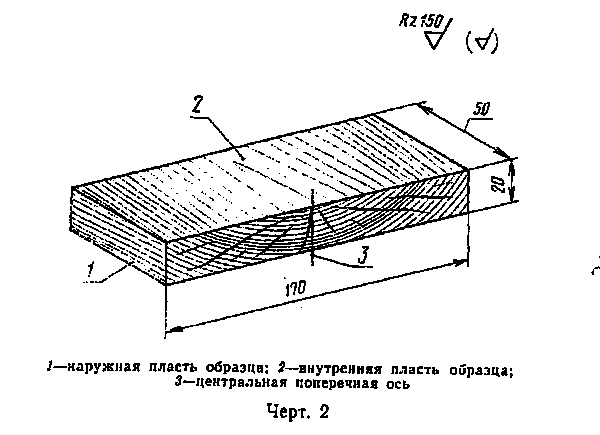 Rz 150
2
50
20
1
3
170
1—наружная пласть образца; 2—внутренняя пласть образца;
3—центральная поперечная ось
Черт. 2